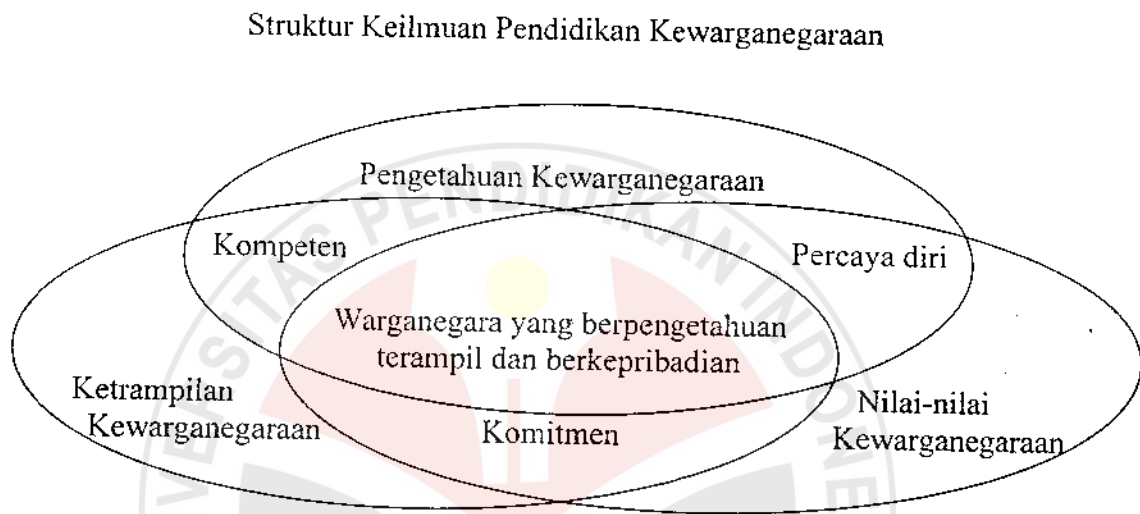 Struktur Keilmuan Pendidikan Kewarganegaraan
Pengetahuan Kewarganegaraan
Kompeten
Percaya diri
Warganegara yang berpengetahuan
terampil dan berkepribadian
Ketrampilan
Kewarganegaraan
Nilai-nilai
Kewarganegaraan
Komitmen